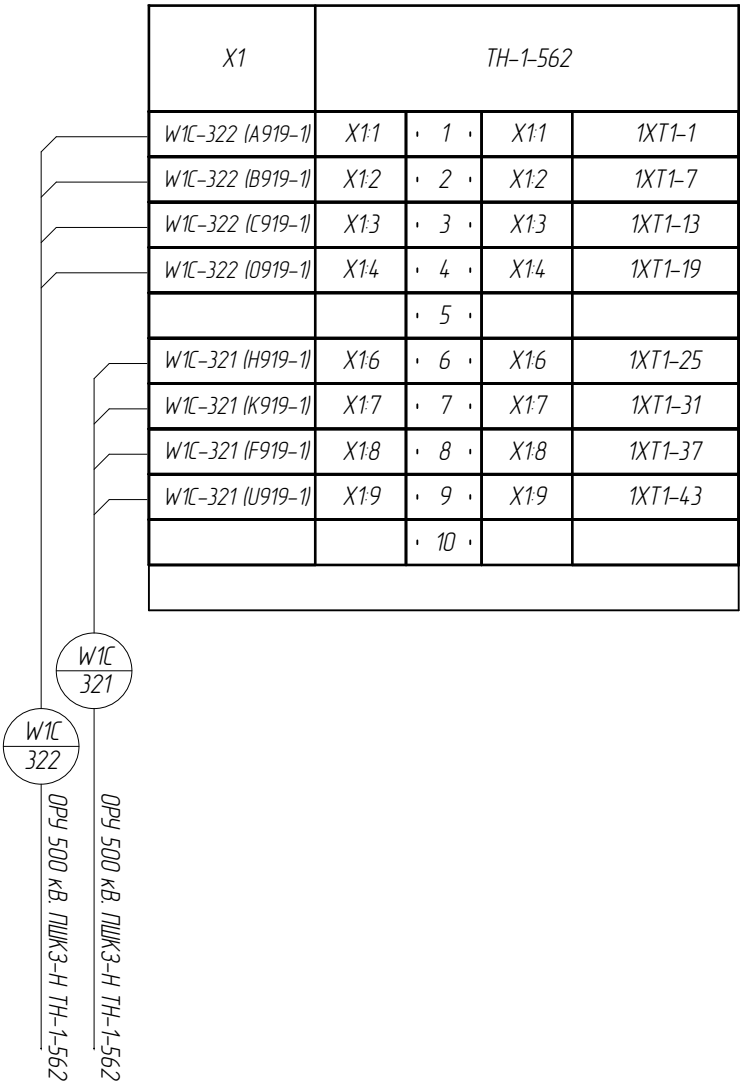 X1 ТН-1-562
W1C-322 (A919-1) X1:1 1 X1:1 1XT1-1
W1C-322 (B919-1) X1:2 2 X1:2 1XT1-7
W1C-322 (C919-1) X1:3 3 X1:3 1XT1-13
W1C-322 (0919-1) X1:4 4 X1:4 1XT1-19
5
W1C-321 (H919-1) X1:6 6 X1:6 1XT1-25
W1C-321 (K919-1) X1:7 7 X1:7 1XT1-31
W1C-321 (F919-1) X1:8 8 X1:8 1XT1-37
W1C-321 (U919-1) X1:9 9 X1:9 1XT1-43
10
W1C
321
W1C
322
ОРУ 500 кВ. ПШКЗ-Н ТН-1-562
ОРУ 500 кВ. ПШКЗ-Н ТН-1-562